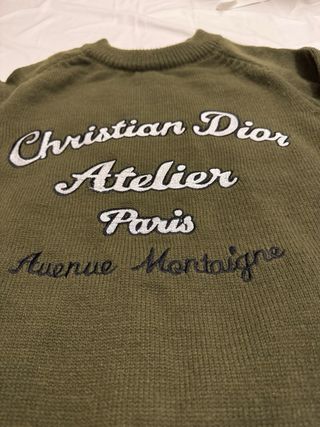 Christian Dior
Atelier
Paris
Avenue Montaigne